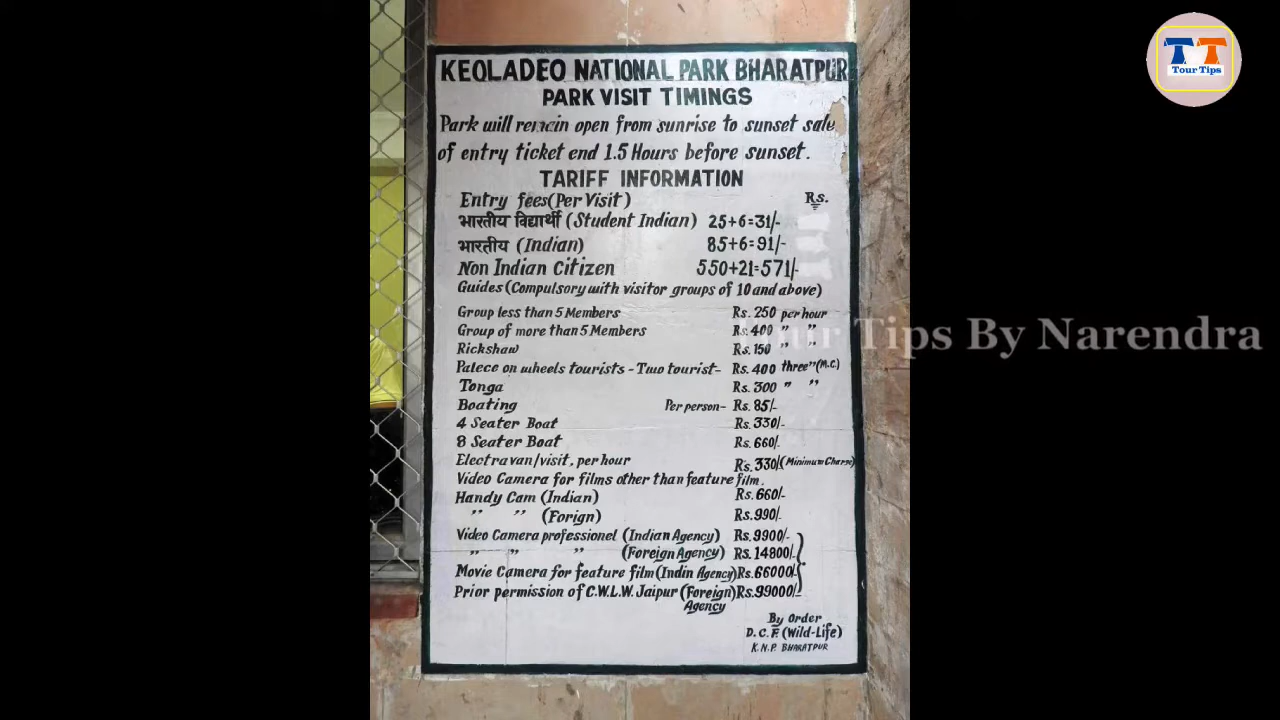 KEOLADEO NATIONAL PARK BHARATPUR
PARK VISIT TIMINGS
Park will remain open from sunrise to sunset sale
of entry ticket end 1.5 Hours before sunset.
TARIFF INFORMATION
Entry fees(Per Visit) Rs.
भारतीय विद्यार्थी (Student Indian) 25+6=31/-
भारतीय (Indian) 85+6=91/-
Non Indian Citizen 550+21=571/-
Guides (Compulsory with visitor groups of 10 and above)
Group less than 5 Members Rs. 250 per hour
Group of more than 5 Members Rs. 400 " "
Rickshaw Rs. 150 " "
Palece on wheels tourists - Two tourist- Rs. 400 three " (M.C.)
Tonga Rs. 300 " "
Boating Per person- Rs. 85/-
4 Seater Boat Rs. 330/-
8 Seater Boat Rs. 660/-
Electravan/visit, per hour Rs. 330/(Minimum Charge)
Video Camera for films other than feature film.
Handy Cam (Indian) Rs. 660/-
" " (Forign) Rs. 990/-
Video Camera professionel (Indian Agency) Rs. 9900/-
" " " (Foreign Agency) Rs. 14800/-
Movie Camera for feature film (Indin Agency) Rs. 66000/-
Prior permission of C.W.L.W. Jaipur (Foreign) Rs. 99000/-
Agency
By Order
D.C.F. (Wild-Life)
K.N.P. BHARATPUR
TT
Tour Tips
Tour Tips By Narendra